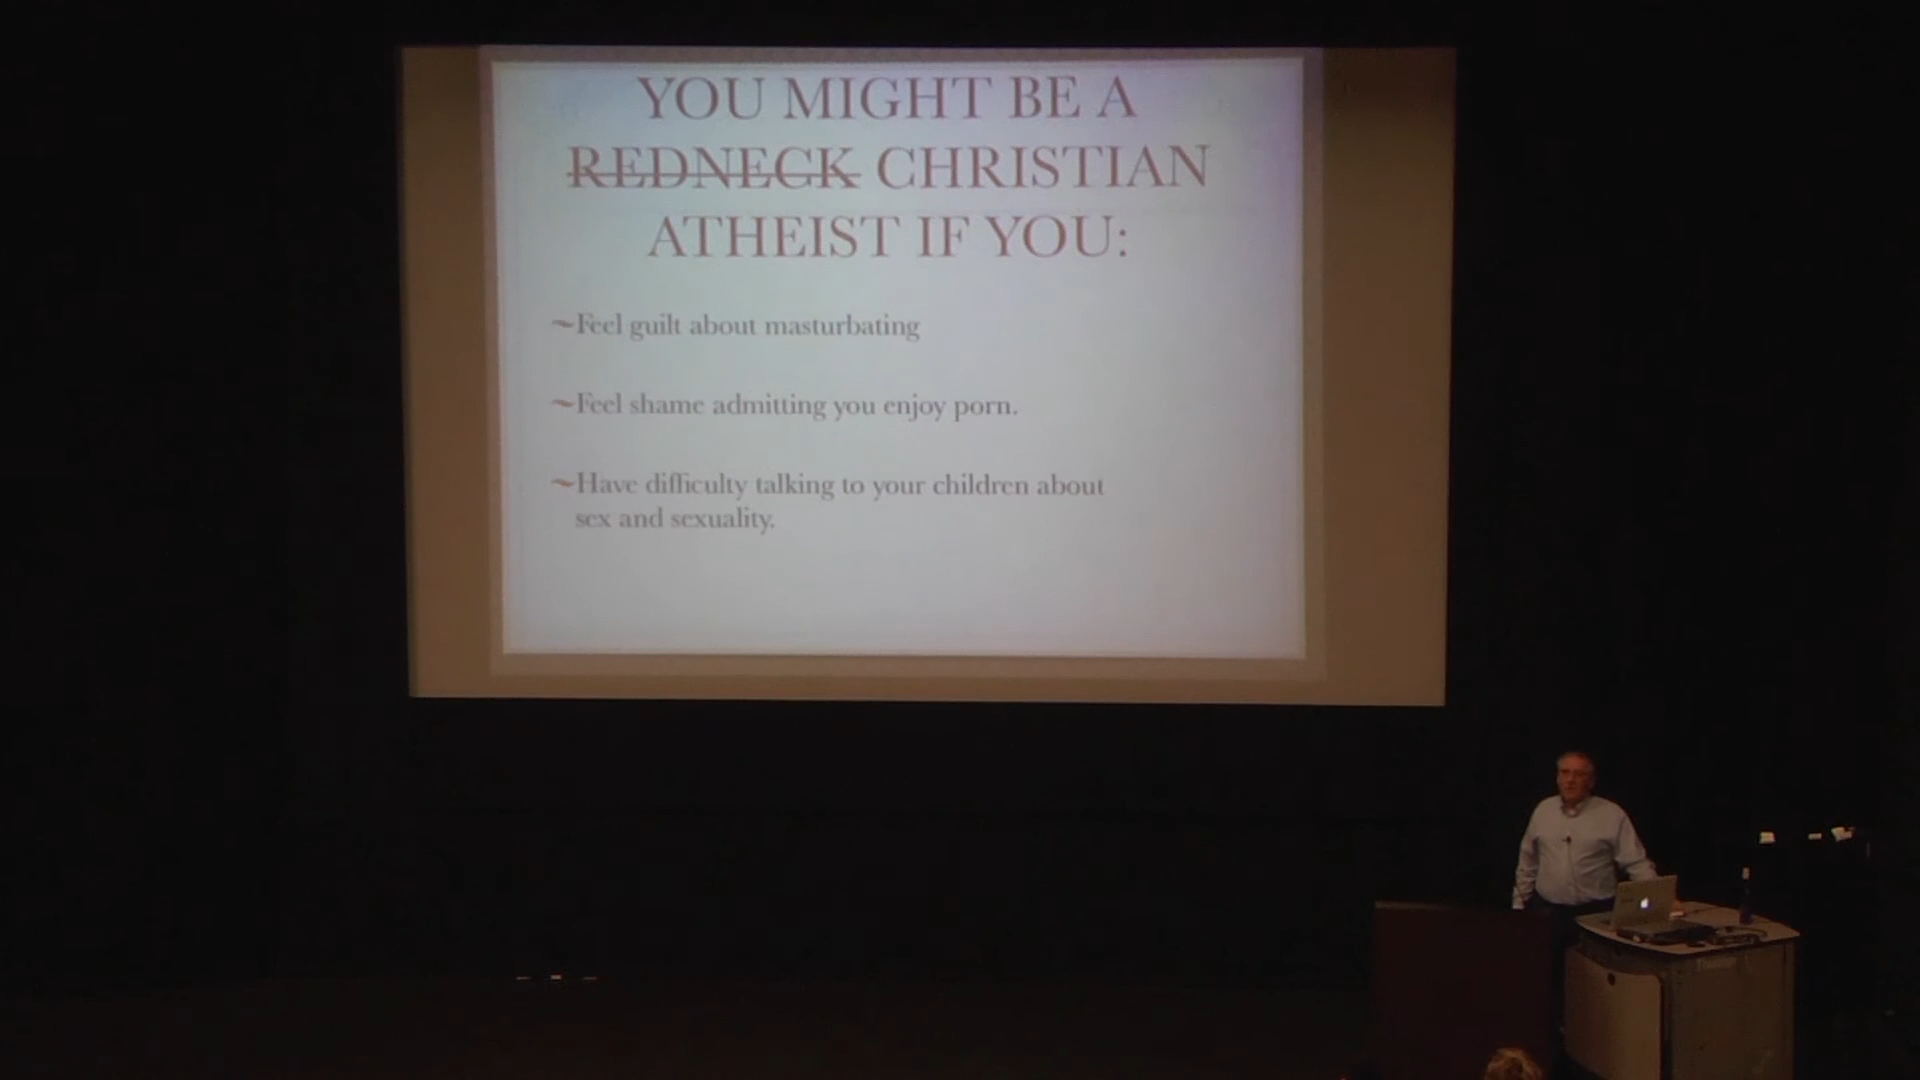 YOU MIGHT BE A
REDNECK CHRISTIAN
ATHEIST IF YOU:
~Feel guilt about masturbating
~Feel shame admitting you enjoy porn.
~Have difficulty talking to your children about
sex and sexuality.